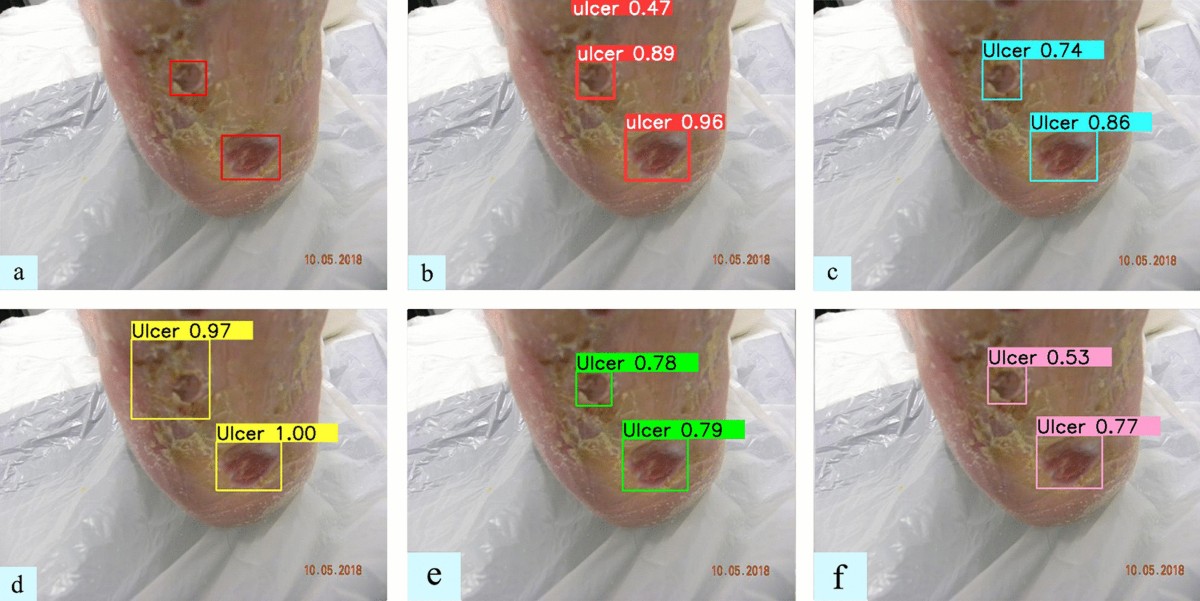 a
10.05.2018
ulcer 0.47
ulcer 0.89
ulcer 0.96
b
10.05.2018
Ulcer 0.74
Ulcer 0.86
c
10.05.2018
Ulcer 0.97
Ulcer 1.00
d
10.05.2018
Ulcer 0.78
Ulcer 0.79
e
10.05.2018
Ulcer 0.53
Ulcer 0.77
f
10.05.2018